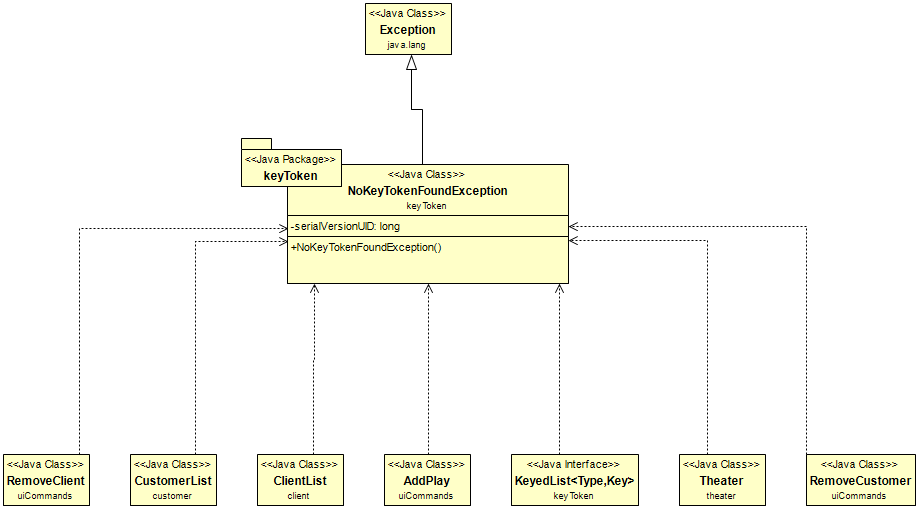 <<Java Class>>
Exception
java.lang
<<Java Package>>
keyToken
<<Java Class>>
NoKeyTokenFoundException
keyToken
-serialVersionUID: long
+NoKeyTokenFoundException()
<<Java Class>>
RemoveClient
uiCommands
<<Java Class>>
CustomerList
customer
<<Java Class>>
ClientList
client
<<Java Class>>
AddPlay
uiCommands
<<Java Interface>>
KeyedList<Type,Key>
keyToken
<<Java Class>>
Theater
theater
<<Java Class>>
RemoveCustomer
uiCommands